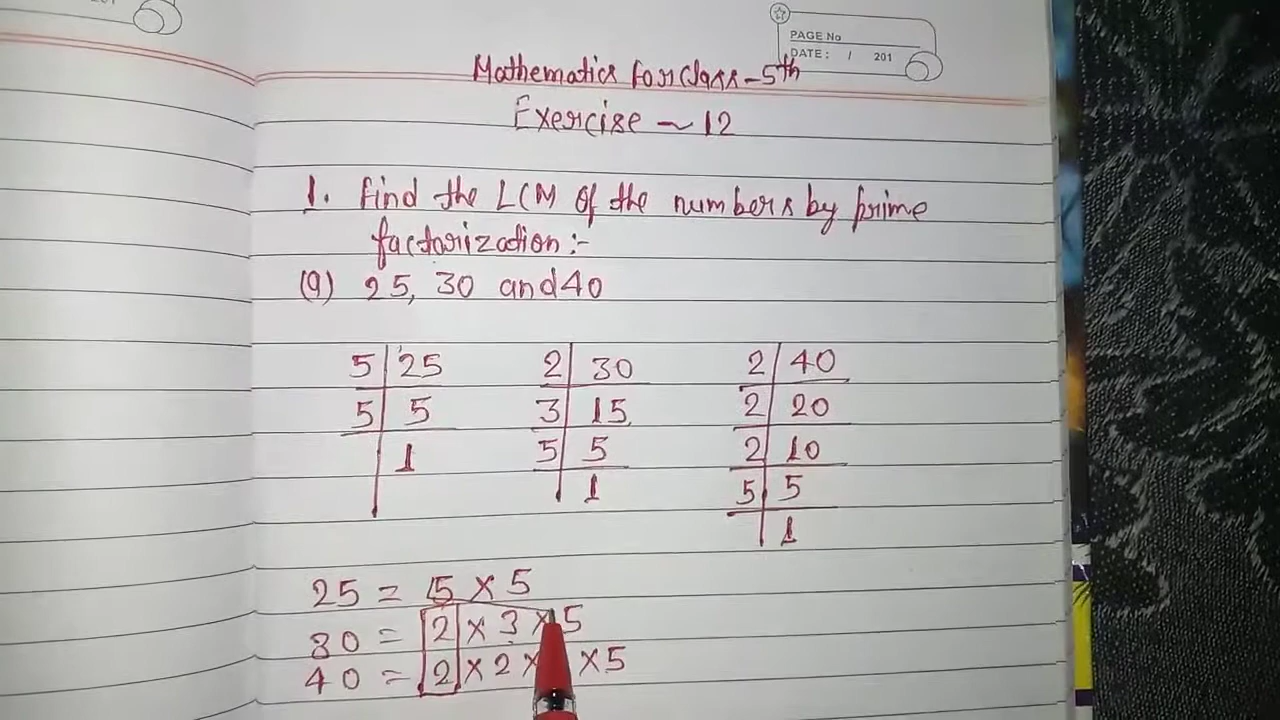 PAGE No
DATE: / 201
Mathematics for class-5th
Exercise ~ 12
1. Find the LCM of the numbers by prime
factorization:-
(a) 25, 30 and 40
5 | 25
5 | 5
1
2 | 30
3 | 15
5 | 5
1
2 | 40
2 | 20
2 | 10
5 | 5
1
25 = 5 × 5
30 = 2 × 3 × 5
40 = 2 × 2 × × 5